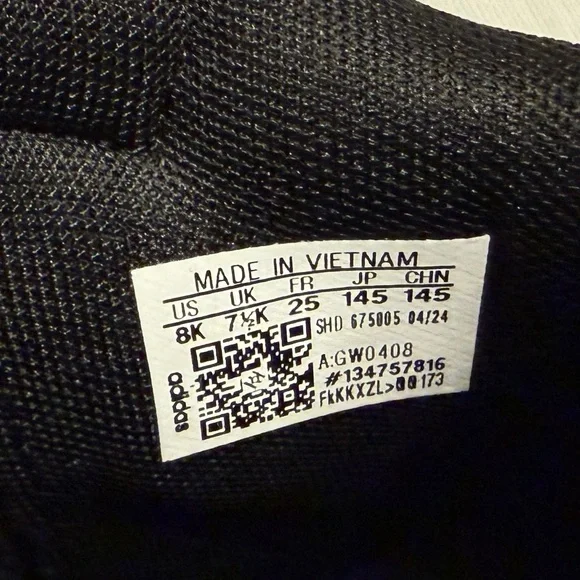 MADE IN VIETNAM
US UK FR JP CHN
8K 7½K 25 145 145
SHD 675005 04/24
A:GW0408
#134757816
FkKKXZL>00173
adidas